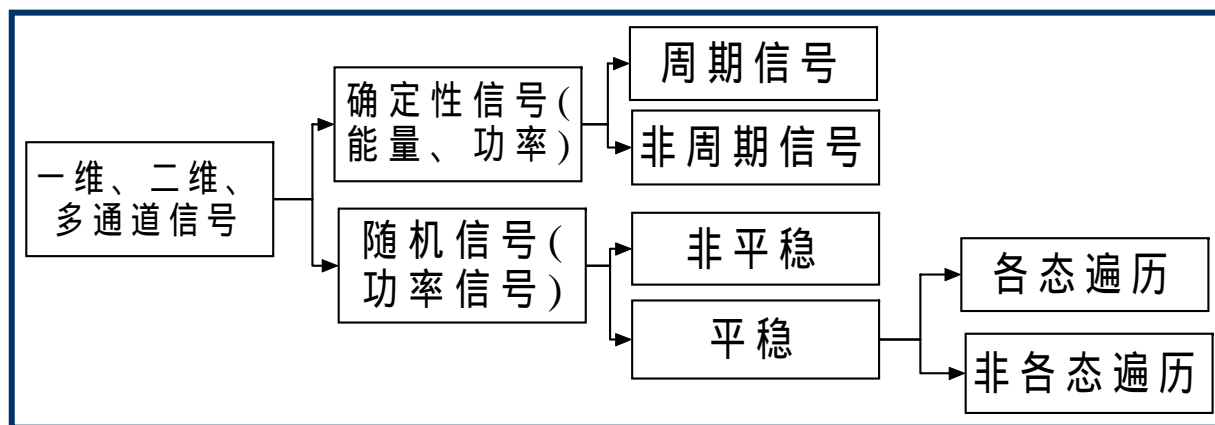 一维、二维、
多通道信号
确定性信号(
能量、功率)
周期信号
非周期信号
随机信号(
功率信号)
非平稳
平稳
各态遍历
非各态遍历